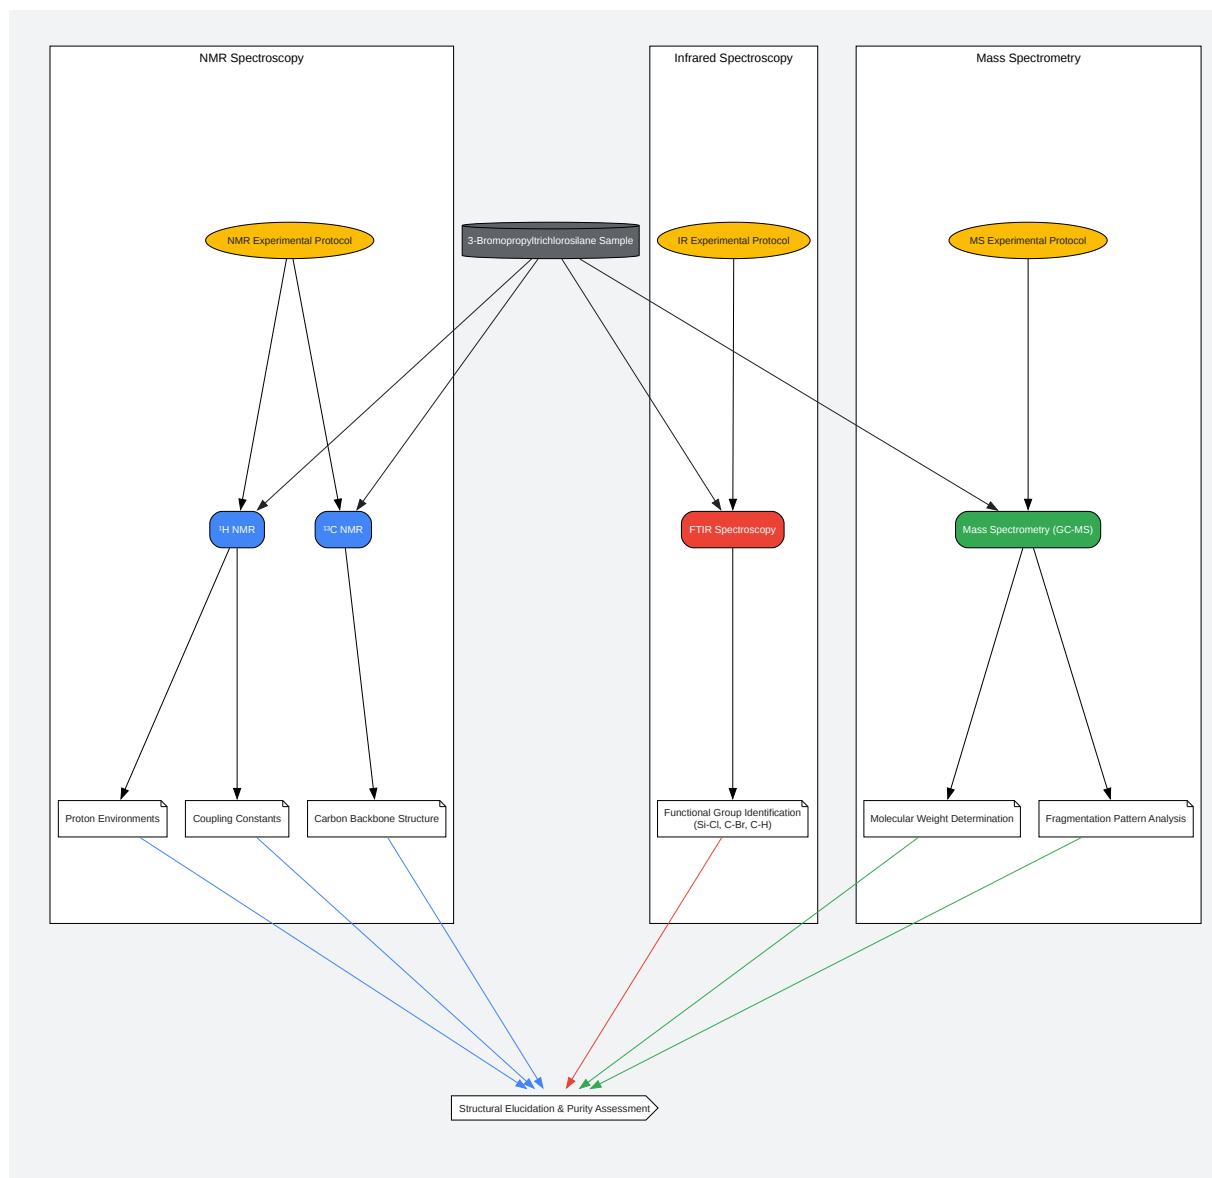 NMR Spectroscopy
Infrared Spectroscopy
Mass Spectrometry
NMR Experimental Protocol
3-Bromopropyltrichlorosilane Sample
IR Experimental Protocol
MS Experimental Protocol
¹H NMR
¹³C NMR
FTIR Spectroscopy
Mass Spectrometry (GC-MS)
Proton Environments
Coupling Constants
Carbon Backbone Structure
Functional Group Identification
(Si-Cl, C-Br, C-H)
Molecular Weight Determination
Fragmentation Pattern Analysis
Structural Elucidation & Purity Assessment